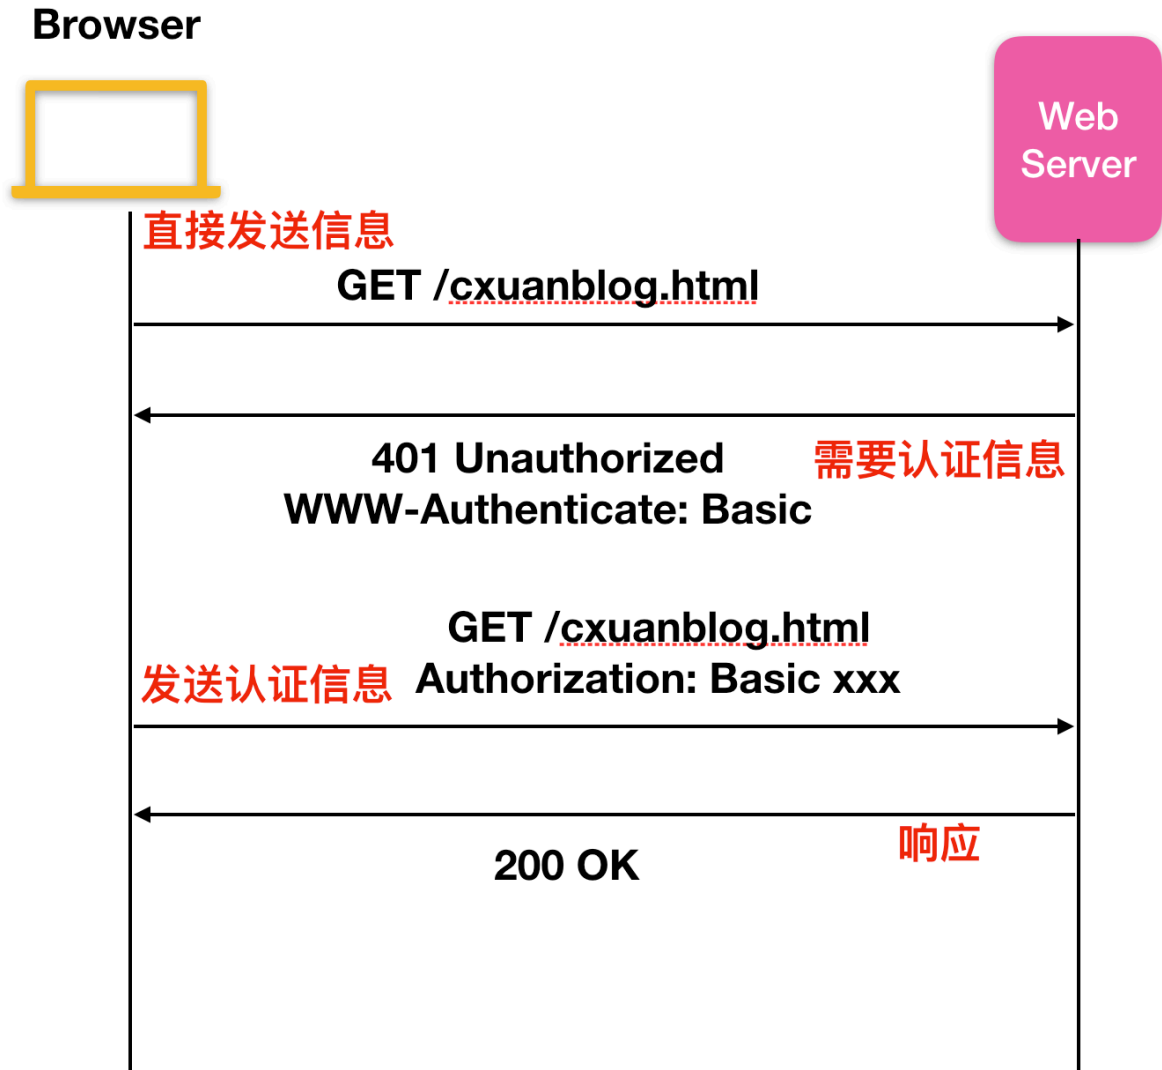 Browser
Web
Server
直接发送信息
GET /cxuanblog.html
401 Unauthorized
需要认证信息
WWW-Authenticate: Basic
GET /cxuanblog.html
发送认证信息
Authorization: Basic xxx
响应
200 OK